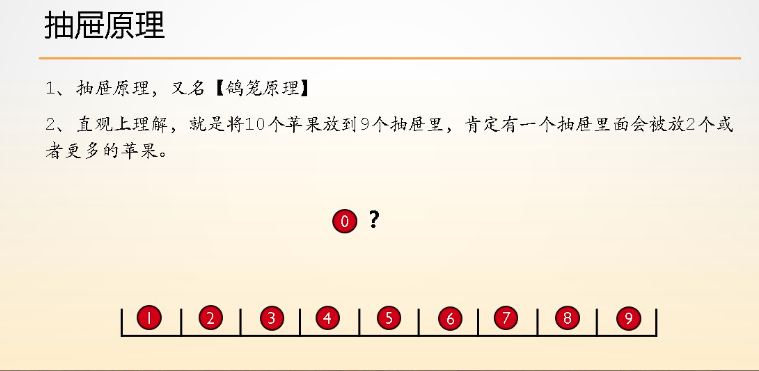 抽屉原理
1、抽屉原理，又名【鸽笼原理】
2、直观上理解，就是将10个苹果放到9个抽屉里，肯定有一个抽屉里面会被放2个或
者更多的苹果。
0 ?
1 2 3 4 5 6 7 8 9